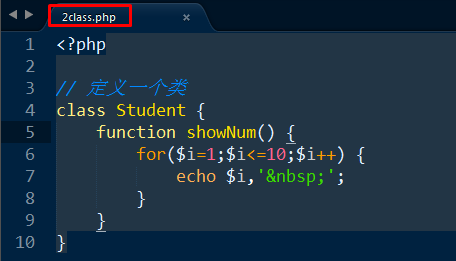 2class.php
1 <?php
2
3 // 定义一个类
4 class Student {
5     function showNum() {
6         for($i=1;$i<=10;$i++) {
7             echo $i,'&nbsp;';
8         }
9     }
10 }